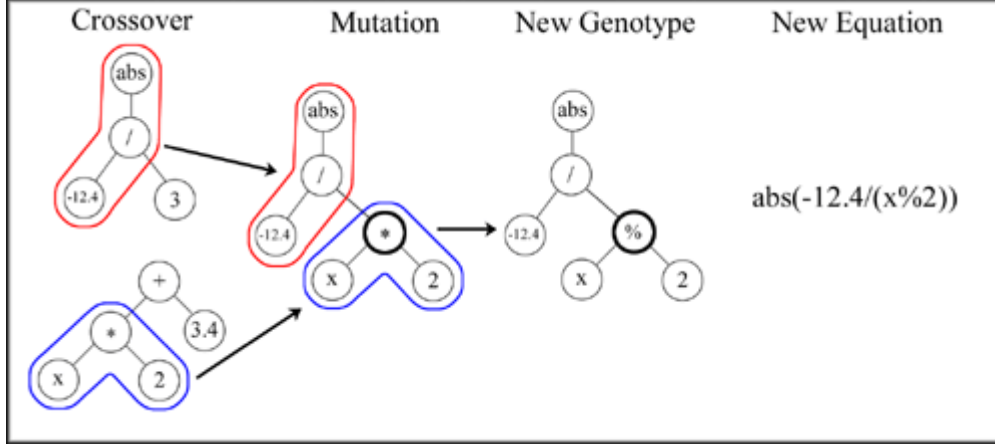 Crossover
Mutation
New Genotype
New Equation
abs
/
-12.4
3
+
*
3.4
x
2
abs
/
-12.4
*
x
2
abs
/
-12.4
%
x
2
abs(-12.4/(x%2))